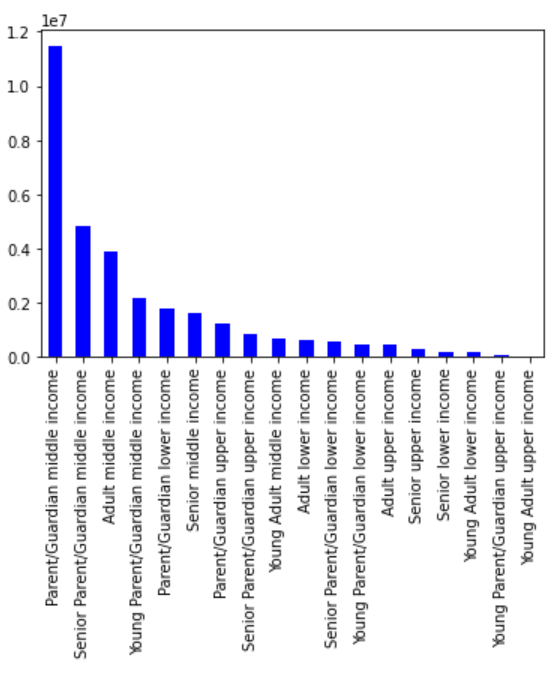 1e7
1.2
1.0
0.8
0.6
0.4
0.2
0.0
Parent/Guardian middle income
Senior Parent/Guardian middle income
Adult middle income
Young Parent/Guardian middle income
Parent/Guardian lower income
Senior middle income
Parent/Guardian upper income
Senior Parent/Guardian upper income
Young Adult middle income
Adult lower income
Senior Parent/Guardian lower income
Young Parent/Guardian lower income
Adult upper income
Senior upper income
Senior lower income
Young Adult lower income
Young Parent/Guardian upper income
Young Adult upper income